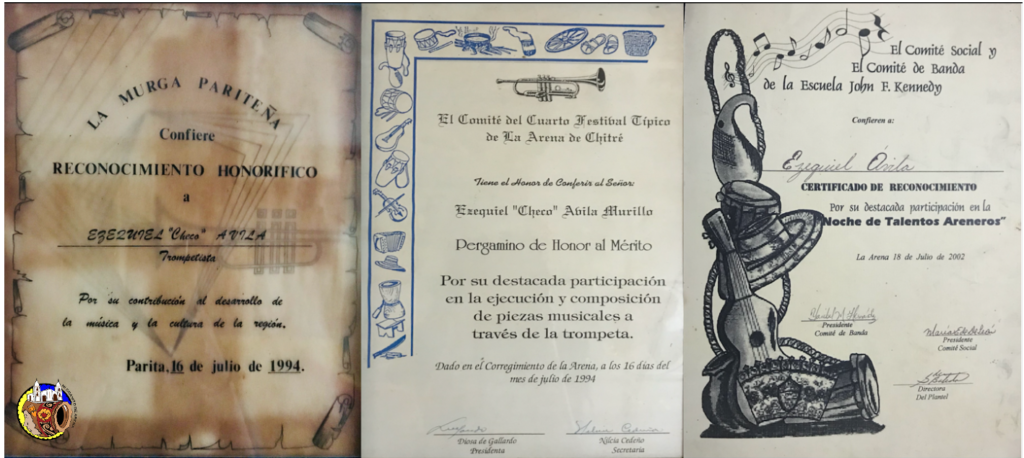 LA MURGA PARITEÑA
Confiere
RECONOCIMIENTO HONORIFICO
a
EZEQUIEL "Checo" AVILA
Trompetista
Por su contribución al desarrollo de
la música y la cultura de la región.
Parita, 16 de julio de 1994.
El Comité del Cuarto Festival Típico
de La Arena de Chitré
Tiene el Honor de Conferir al Señor:
Ezequiel "Checo" Avila Murillo
Pergamino de Honor al Mérito
Por su destacada participación
en la ejecución y composición
de piezas musicales a
través de la trompeta.
Dado en el Corregimiento de la Arena, a los 16 días del
mes de julio de 1994
Diosa de Gallardo
Presidenta
Nilcia Cedeño
Secretaria
El Comité Social y
El Comité de Banda
de la Escuela John F. Kennedy
Confieren a:
Ezequiel Ávila
CERTIFICADO DE RECONOCIMIENTO
Por su destacada participación en la
"Noche de Talentos Areneros"
La Arena 18 de Julio de 2002
Presidente
Comité de Banda
Presidente
Comité Social
Directora
Del Plantel